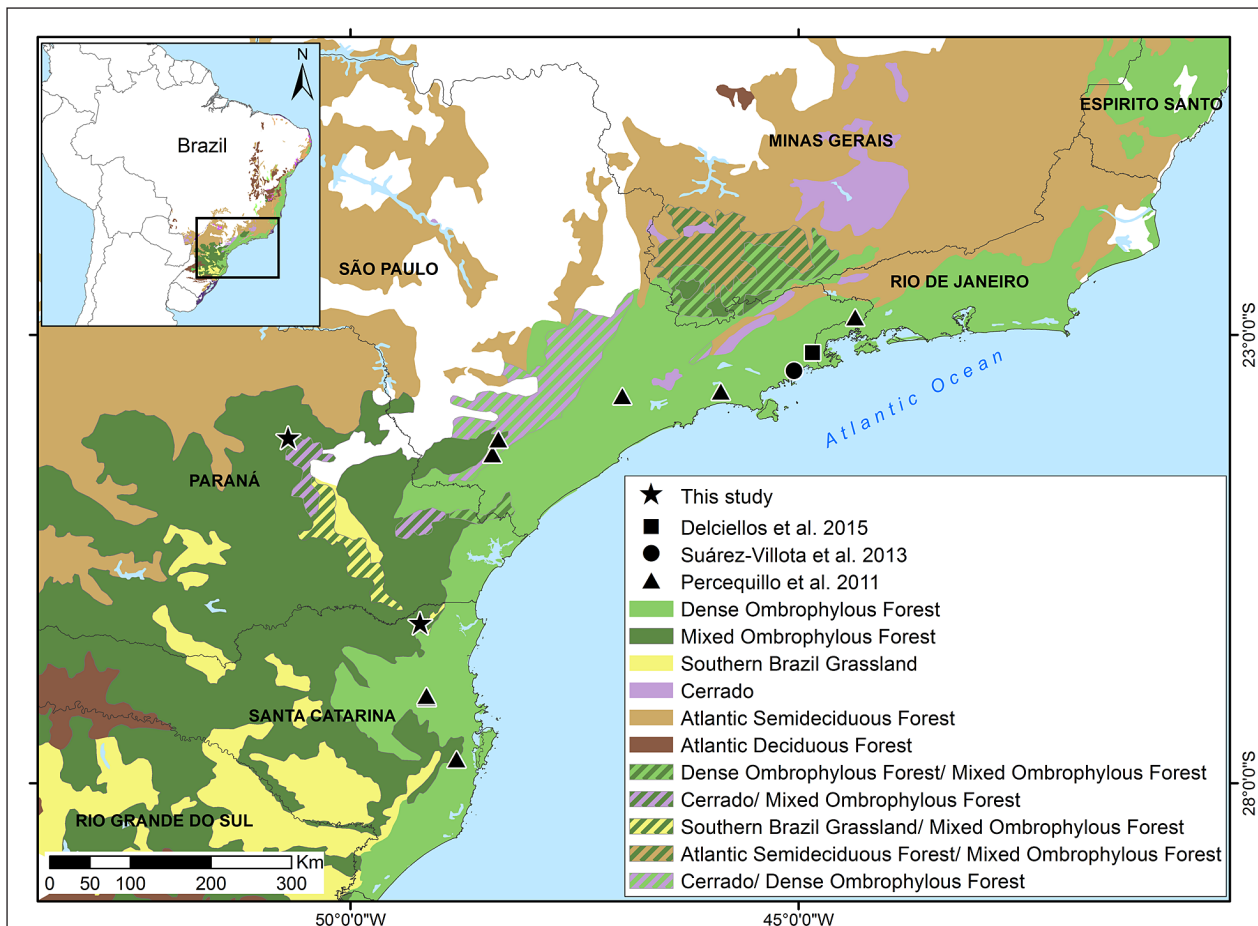 N
Brazil
ESPIRITO SANTO
MINAS GERAIS
SÃO PAULO
RIO DE JANEIRO
23°0'0"S
Atlantic Ocean
PARANÁ
This study
Delciellos et al. 2015
Suárez-Villota et al. 2013
Percequillo et al. 2011
Dense Ombrophylous Forest
Mixed Ombrophylous Forest
Southern Brazil Grassland
Cerrado
Atlantic Semideciduous Forest
Atlantic Deciduous Forest
Dense Ombrophylous Forest/ Mixed Ombrophylous Forest
Cerrado/ Mixed Ombrophylous Forest
Southern Brazil Grassland/ Mixed Ombrophylous Forest
Atlantic Semideciduous Forest/ Mixed Ombrophylous Forest
Cerrado/ Dense Ombrophylous Forest
SANTA CATARINA
28°0'0"S
RIO GRANDE DO SUL
Km
0 50 100 200 300
50°0'0"W
45°0'0"W